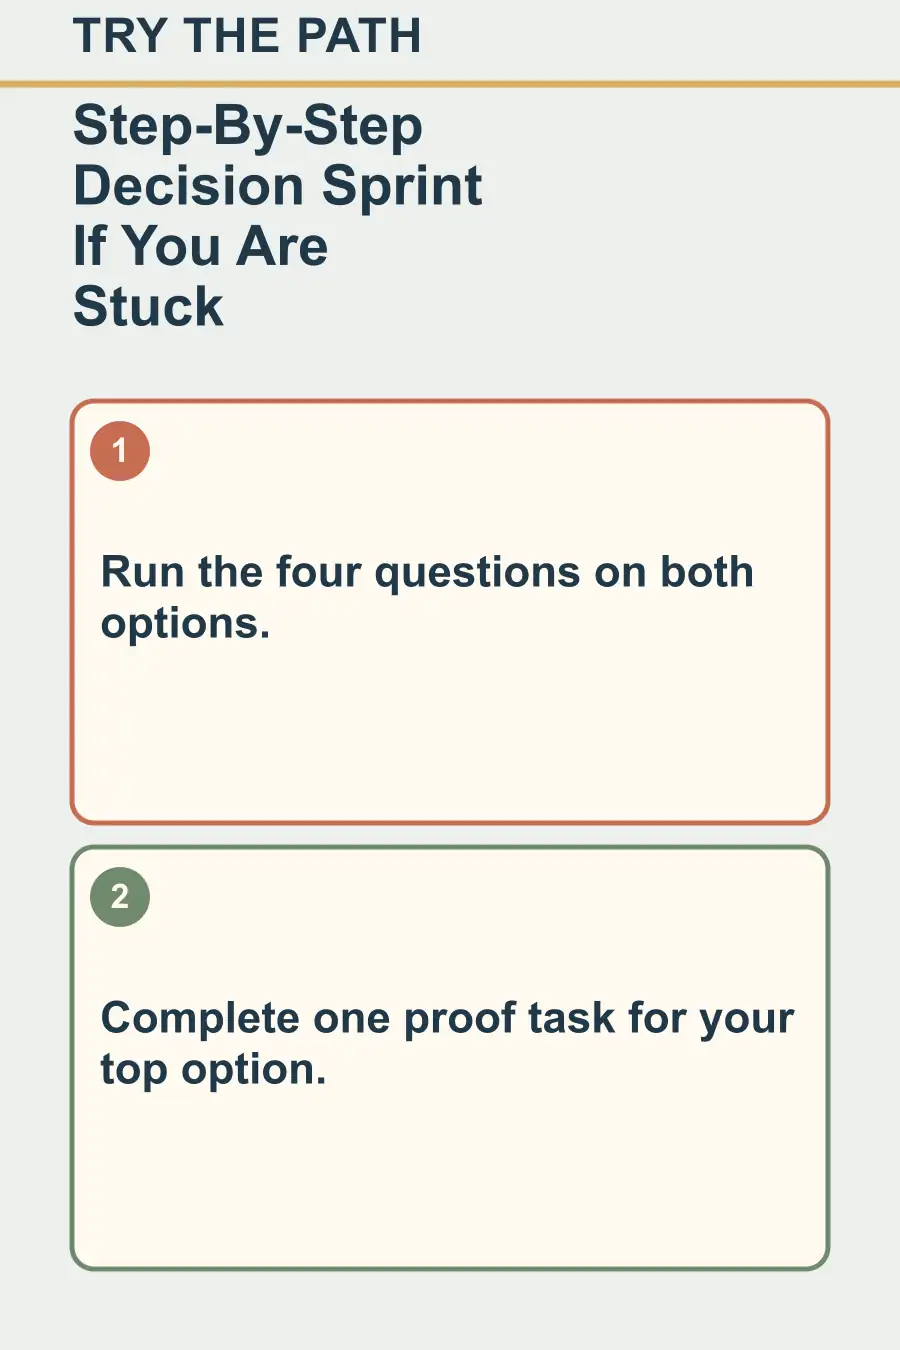 TRY THE PATH
Step-By-Step
Decision Sprint
If You Are
Stuck
1
Run the four questions on both
options.
2
Complete one proof task for your
top option.